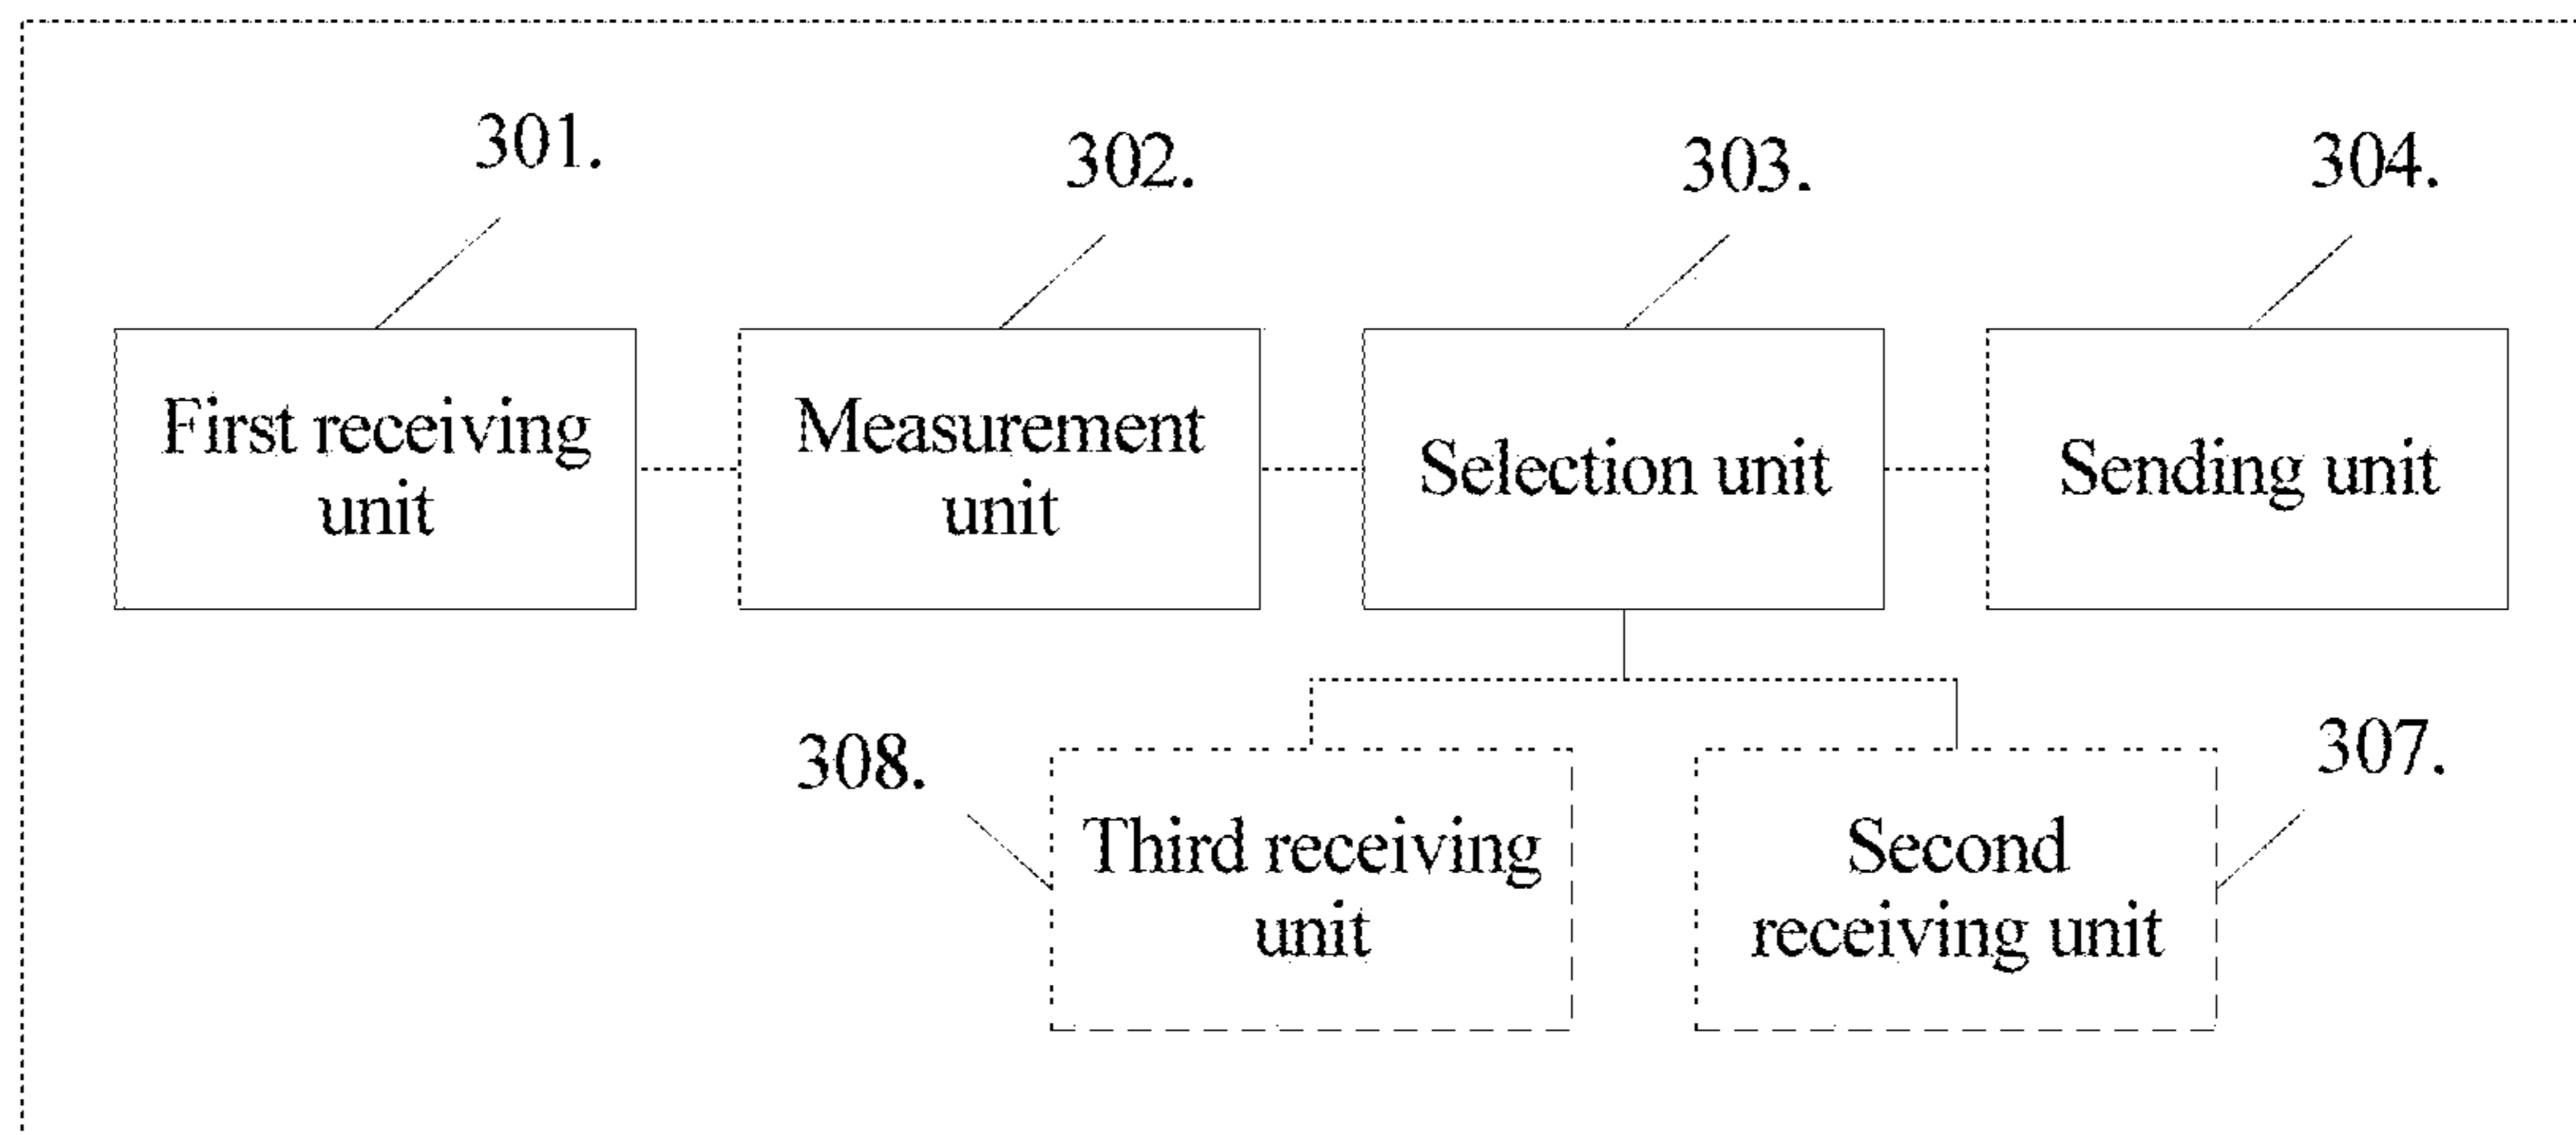 301.
302.
303.
304.
First receiving
unit
Measurement
unit
Selection unit
Sending unit
308.
307.
Third receiving
unit
Second
receiving unit